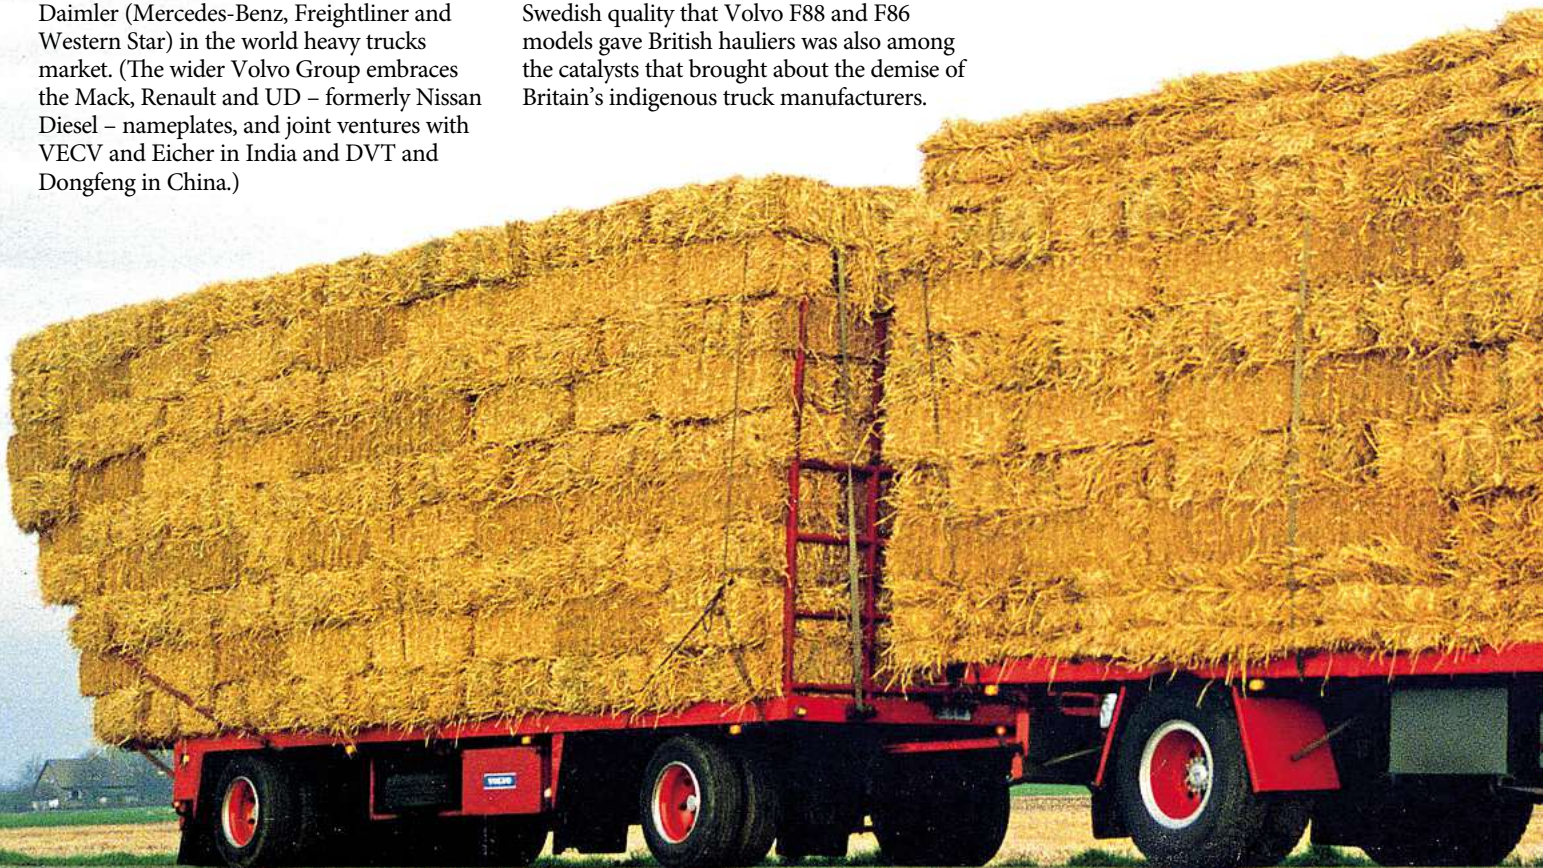 Daimler (Mercedes-Benz, Freightliner and
Western Star) in the world heavy trucks
market. (The wider Volvo Group embraces
the Mack, Renault and UD – formerly Nissan
Diesel – nameplates, and joint ventures with
VECV and Eicher in India and DVT and
Dongfeng in China.)
Swedish quality that Volvo F88 and F86
models gave British hauliers was also among
the catalysts that brought about the demise of
Britain’s indigenous truck manufacturers.
VOLVO